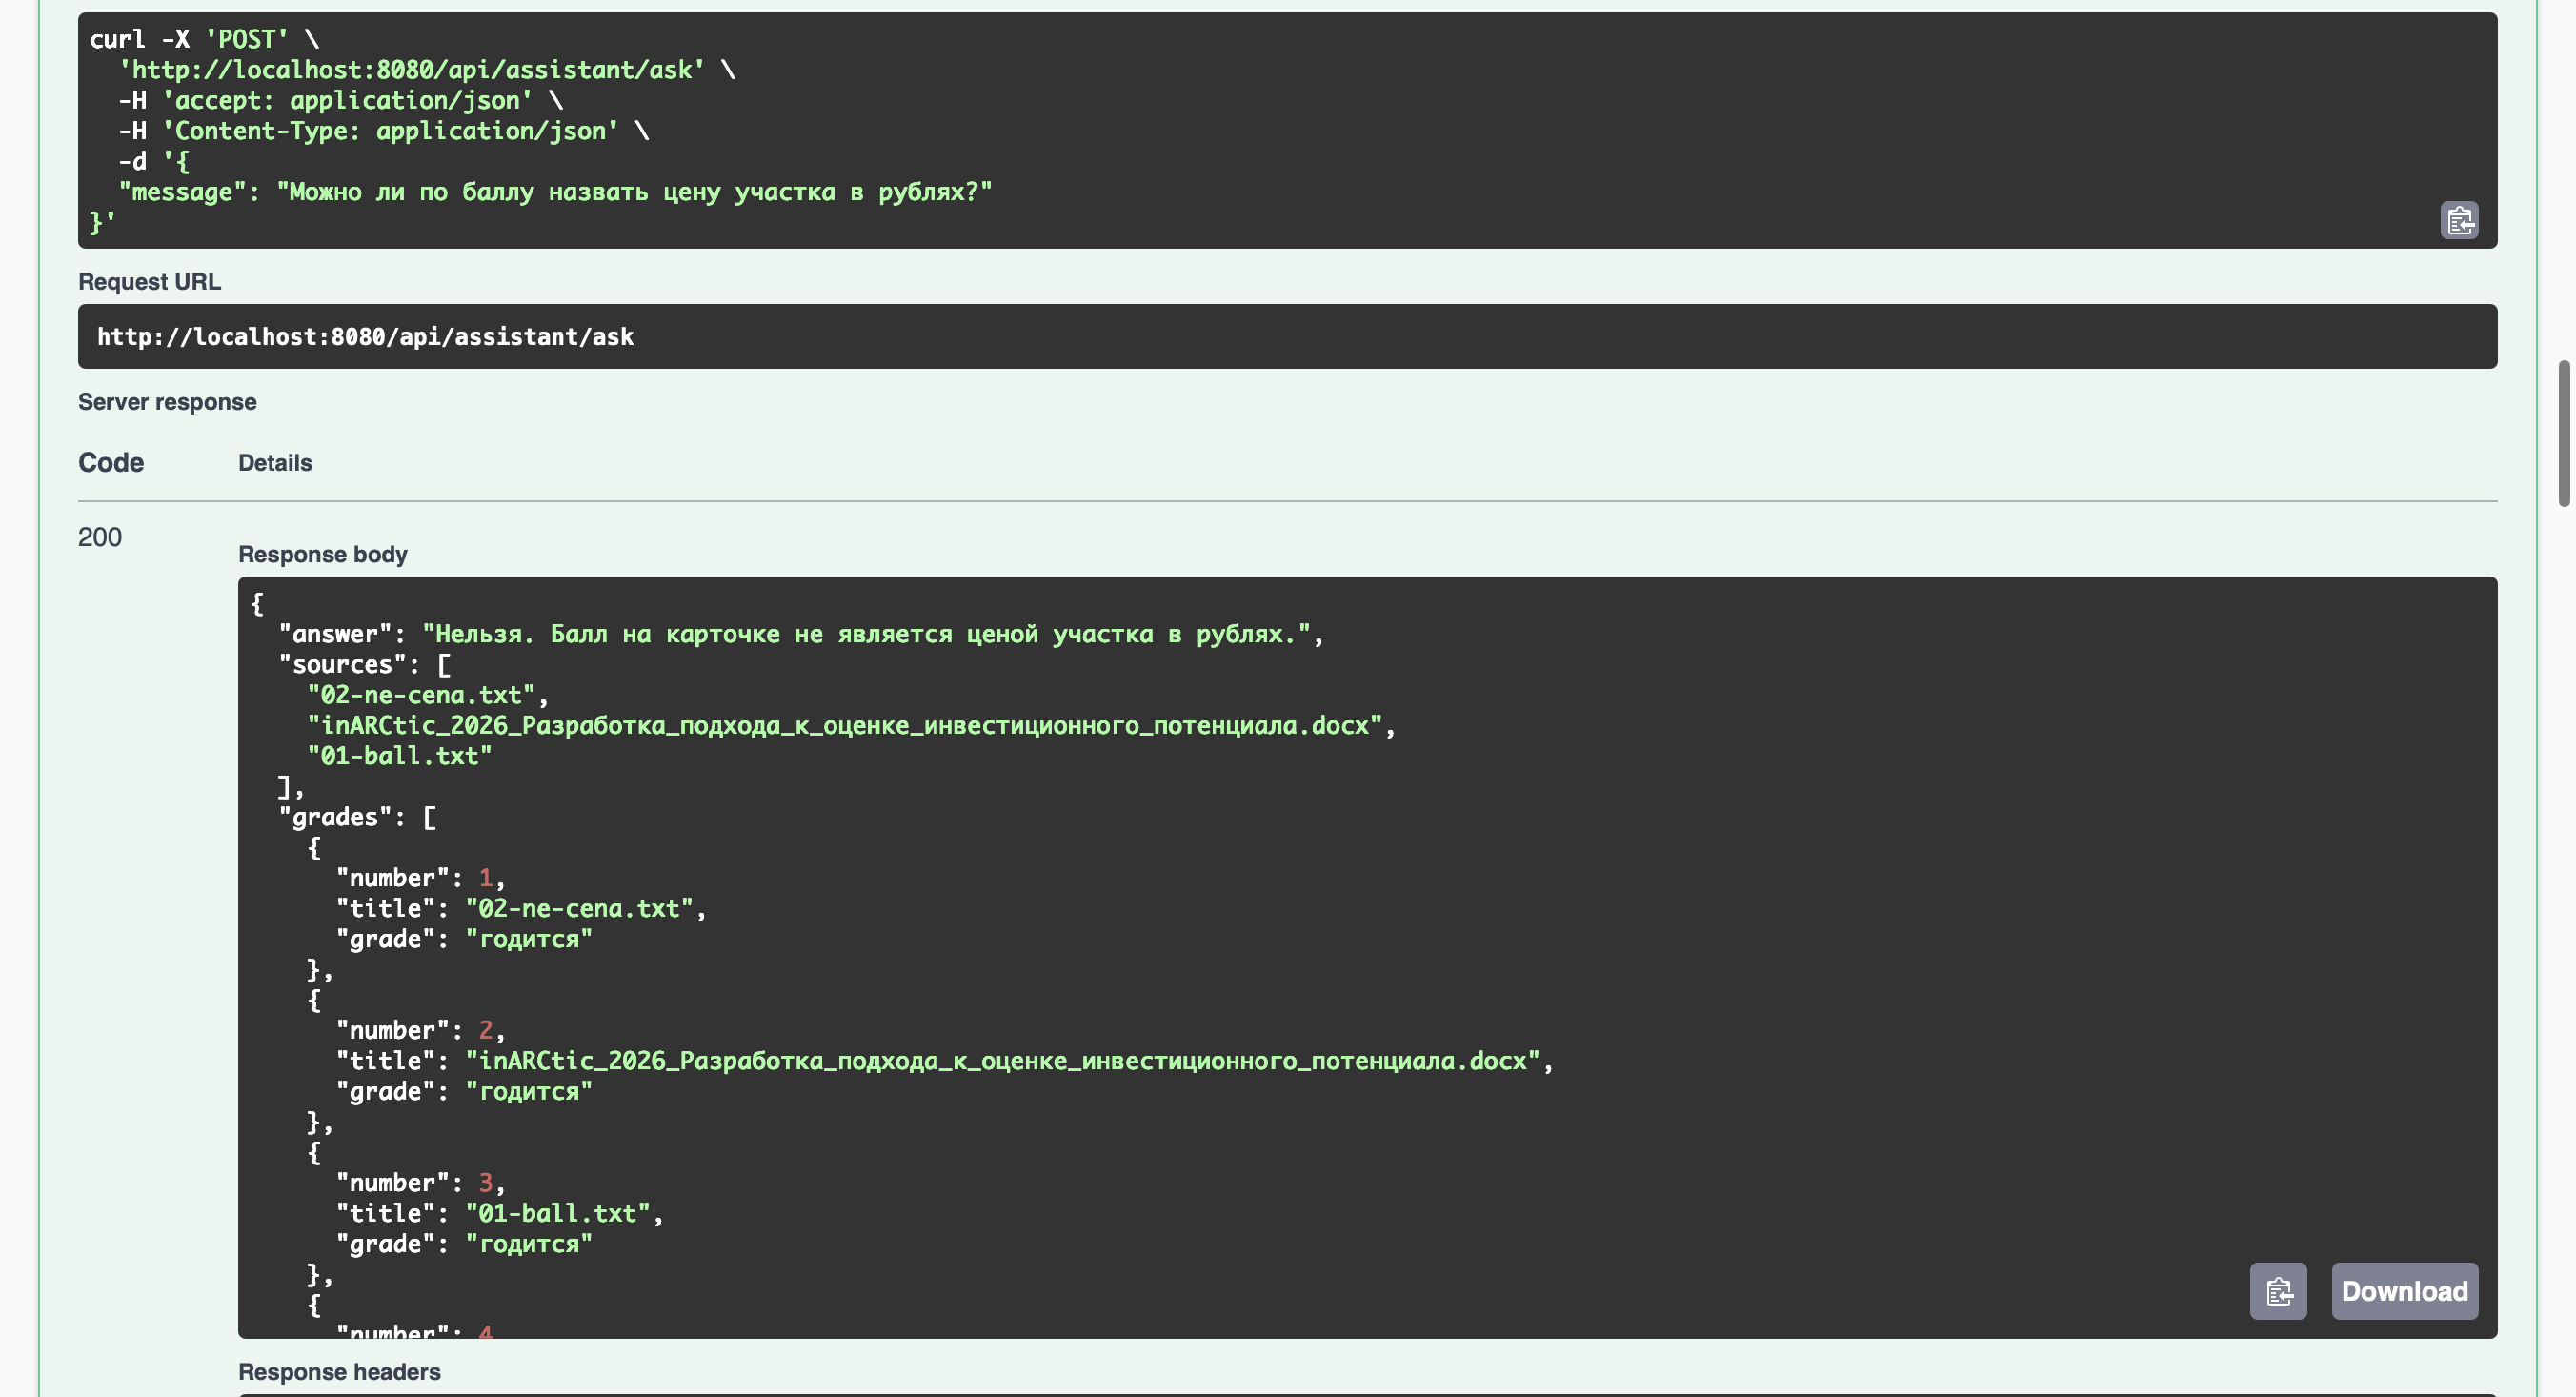 curl -X 'POST' \
  'http://localhost:8080/api/assistant/ask' \
  -H 'accept: application/json' \
  -H 'Content-Type: application/json' \
  -d '{
  "message": "Можно ли по баллу назвать цену участка в рублях?"
}'
Request URL
http://localhost:8080/api/assistant/ask
Server response
Code Details
200
Response body
{
  "answer": "Нельзя. Балл на карточке не является ценой участка в рублях.",
  "sources": [
    "02-ne-cena.txt",
    "inARCtic_2026_Разработка_подхода_к_оценке_инвестиционного_потенциала.docx",
    "01-ball.txt"
  ],
  "grades": [
    {
      "number": 1,
      "title": "02-ne-cena.txt",
      "grade": "годится"
    },
    {
      "number": 2,
      "title": "inARCtic_2026_Разработка_подхода_к_оценке_инвестиционного_потенциала.docx",
      "grade": "годится"
    },
    {
      "number": 3,
      "title": "01-ball.txt",
      "grade": "годится"
    },
    {
      "number": 4
Download
Response headers